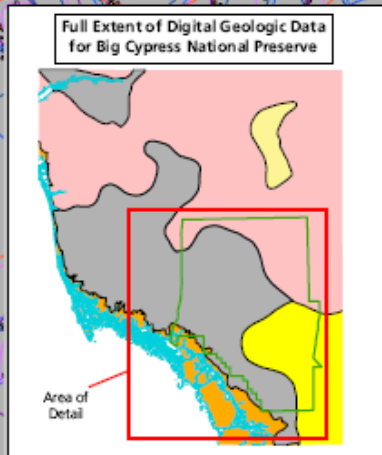 Full Extent of Digital Geologic Data
for Big Cypress National Preserve
Area of
Detail